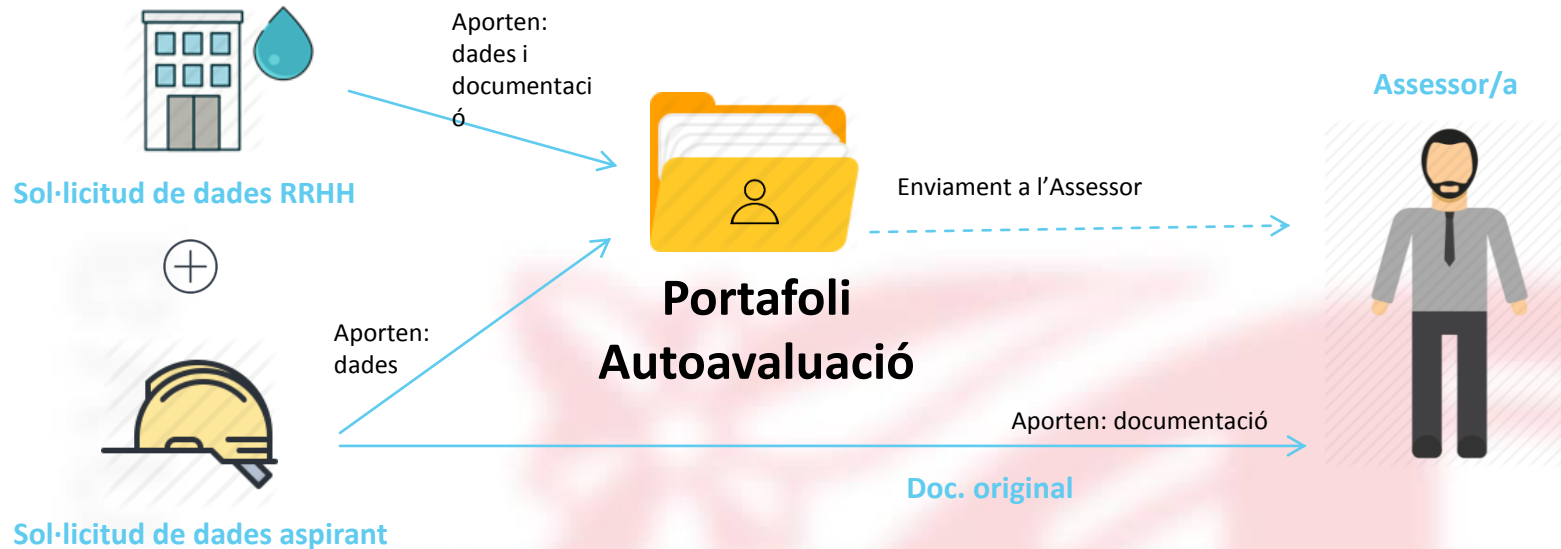 Aporten:
dades i
documentaci
ó
Assessor/a
Sol·licitud de dades RRHH
Enviament a l’Assessor
Portafoli
Autoavaluació
Aporten:
dades
Aporten: documentació
Doc. original
Sol·licitud de dades aspirant